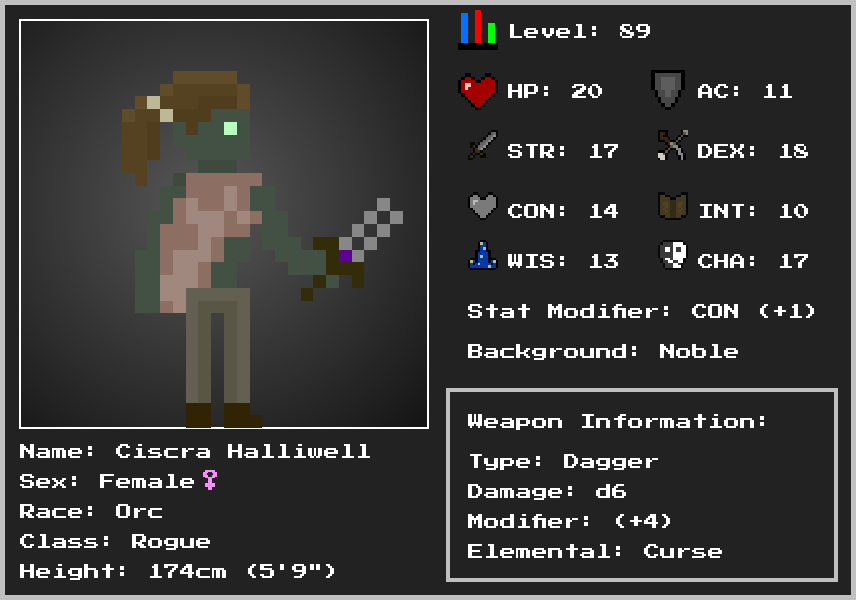 Level: 89
HP: 20 AC: 11
STR: 17 DEX: 18
CON: 14 INT: 10
WIS: 13 CHA: 17
Stat Modifier: CON (+1)
Background: Noble
Weapon Information:
Type: Dagger
Damage: d6
Modifier: (+4)
Elemental: Curse
Name: Ciscra Halliwell
Sex: Female♀
Race: Orc
Class: Rogue
Height: 174cm (5'9")